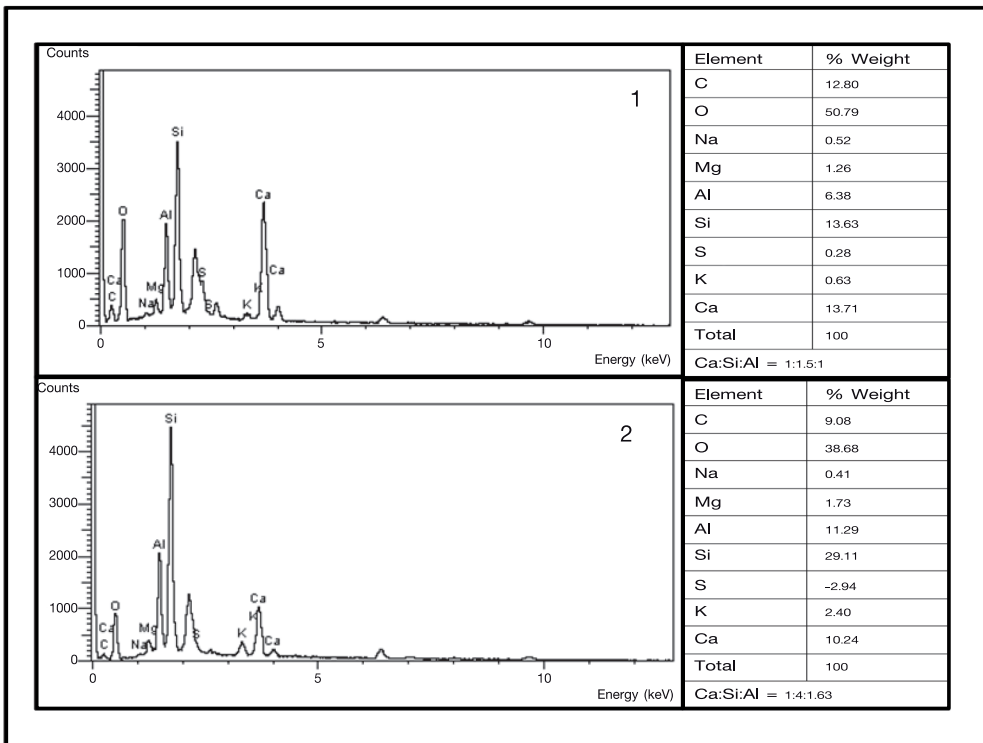 Counts
1
4000
3000
2000
1000
0
Si
O
Al
Ca
Ca
C
Na
Mg
S
S
K
K
Ca
Ca
0 5 10
Energy (keV)
Element % Weight
C 12.80
O 50.79
Na 0.52
Mg 1.26
Al 6.38
Si 13.63
S 0.28
K 0.63
Ca 13.71
Total 100
Ca:Si:Al = 1:1.5:1
Counts
2
4000
3000
2000
1000
0
Si
Al
O
Ca
C
Na
Mg
S
K
K
Ca
Ca
0 5 10
Energy (keV)
Element % Weight
C 9.08
O 38.68
Na 0.41
Mg 1.73
Al 11.29
Si 29.11
S -2.94
K 2.40
Ca 10.24
Total 100
Ca:Si:Al = 1:4:1.63